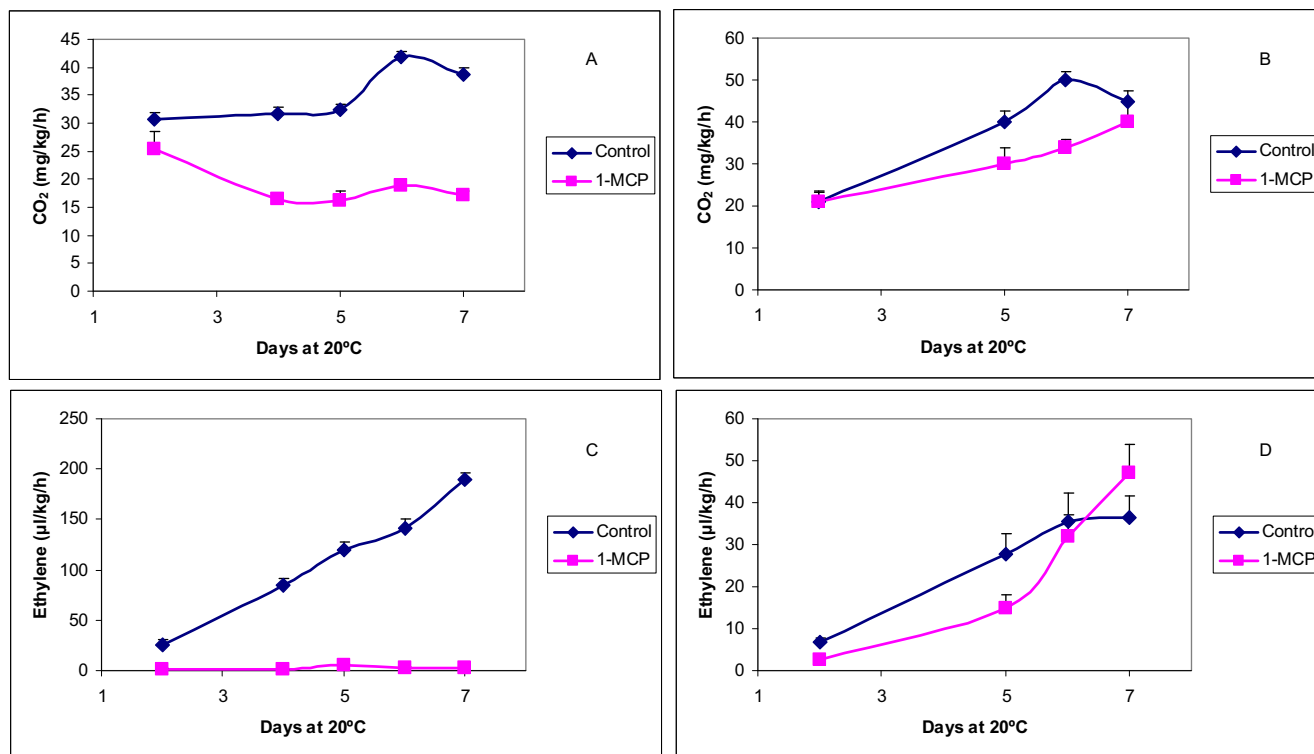 A
CO₂ (mg/kg/h)
45
40
35
30
25
20
15
10
5
0
1 3 5 7
Days at 20ºC
Control
1-MCP
B
CO₂ (mg/kg/h)
60
50
40
30
20
10
0
1 3 5 7
Days at 20ºC
Control
1-MCP
C
Ethylene (µl/kg/h)
250
200
150
100
50
0
1 3 5 7
Days at 20ºC
Control
1-MCP
D
Ethylene (µl/kg/h)
60
50
40
30
20
10
0
1 3 5 7
Days at 20ºC
Control
1-MCP